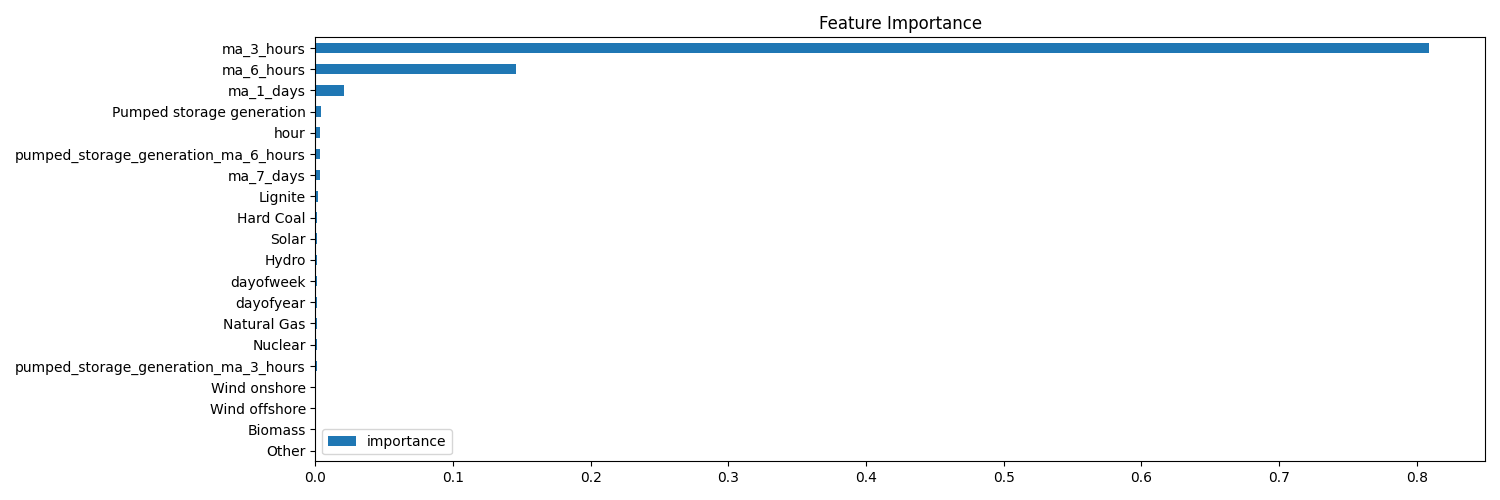 Feature Importance
ma_3_hours
ma_6_hours
ma_1_days
Pumped storage generation
hour
pumped_storage_generation_ma_6_hours
ma_7_days
Lignite
Hard Coal
Solar
Hydro
dayofweek
dayofyear
Natural Gas
Nuclear
pumped_storage_generation_ma_3_hours
Wind onshore
Wind offshore
Biomass
Other
importance
0.0 0.1 0.2 0.3 0.4 0.5 0.6 0.7 0.8